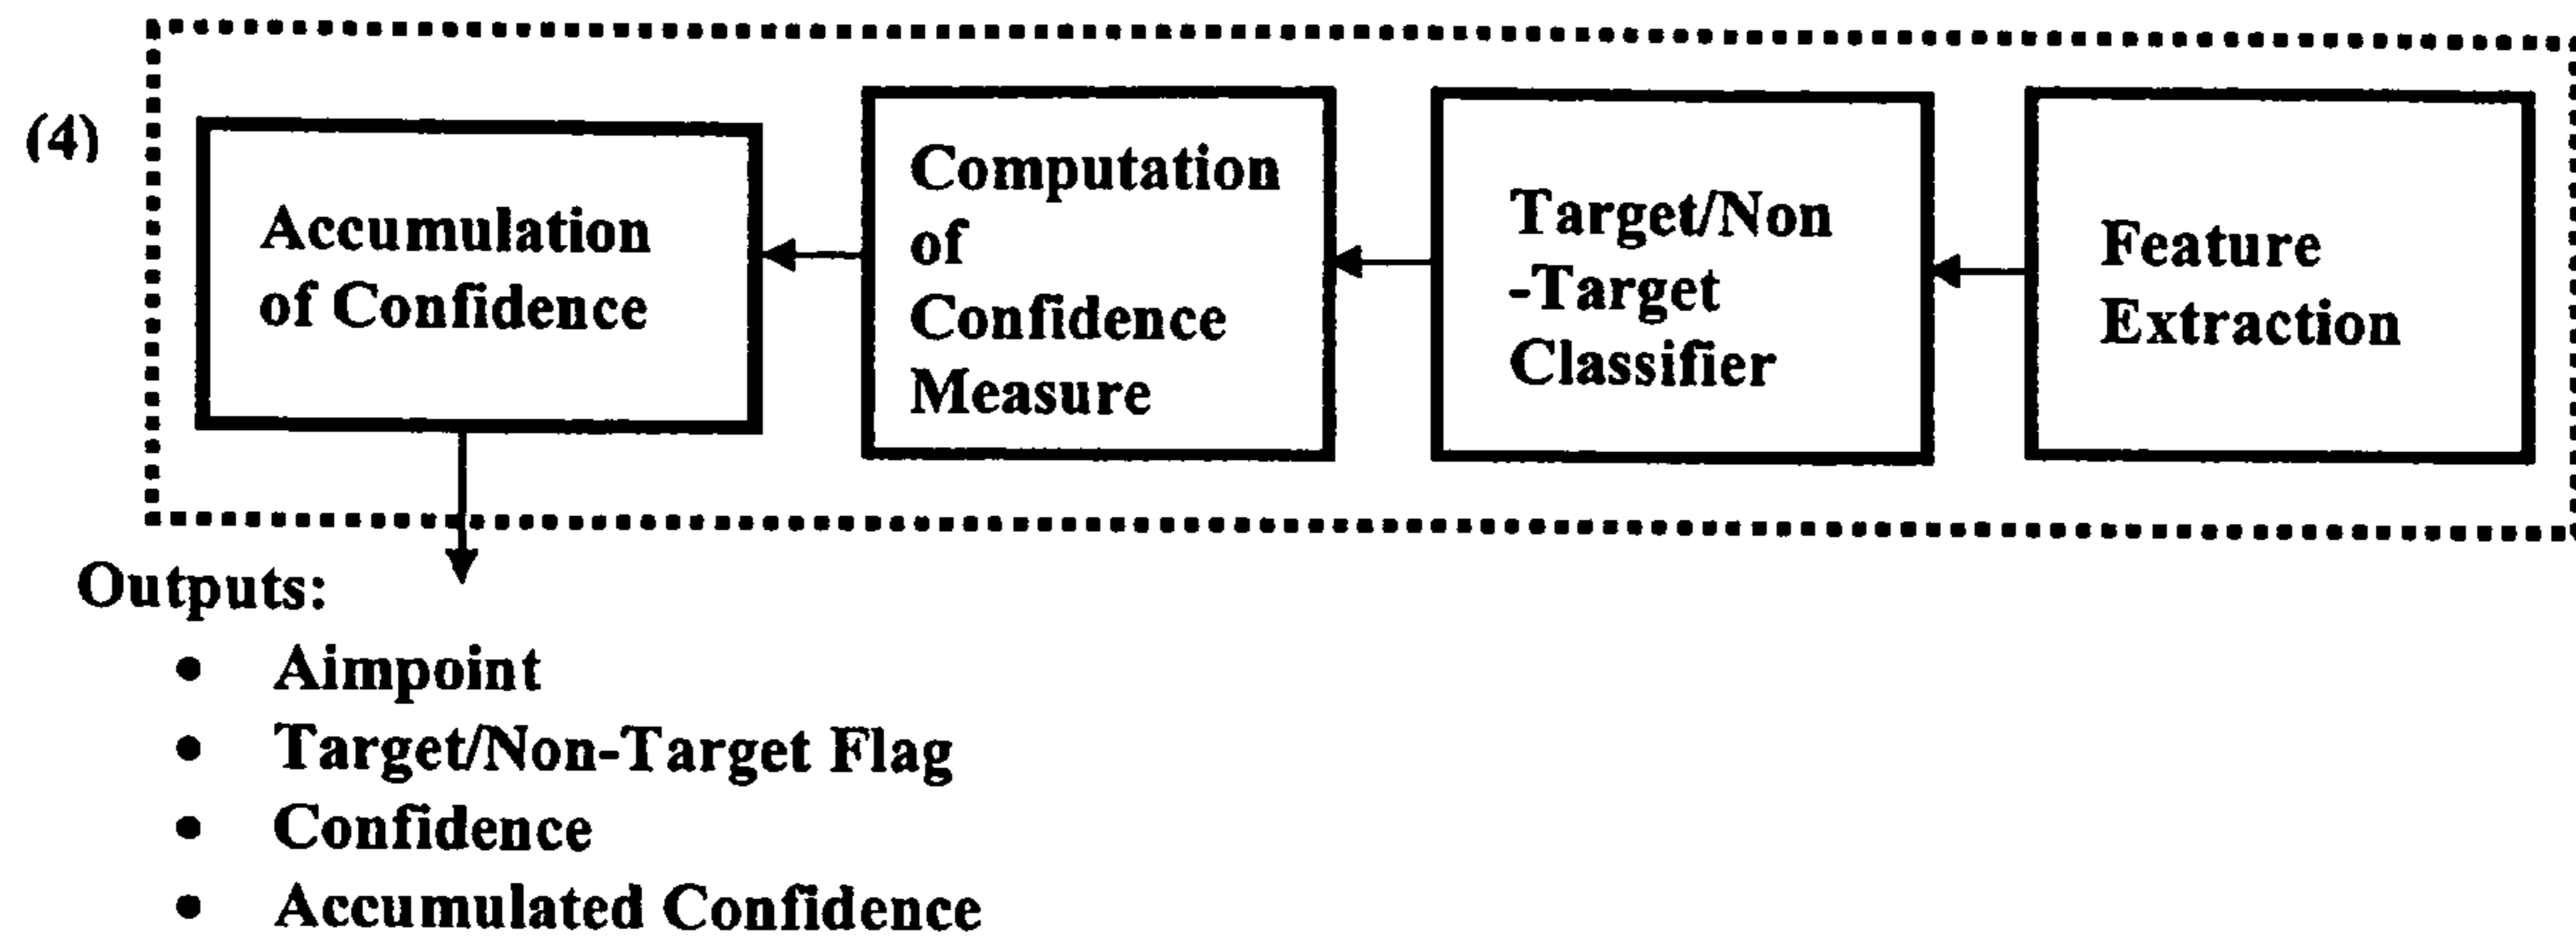 (4)
Accumulation
of Confidence
Computation
of
Confidence
Measure
Target/Non
-Target
Classifier
Feature
Extraction
Outputs:
• Aimpoint
• Target/Non-Target Flag
• Confidence
• Accumulated Confidence